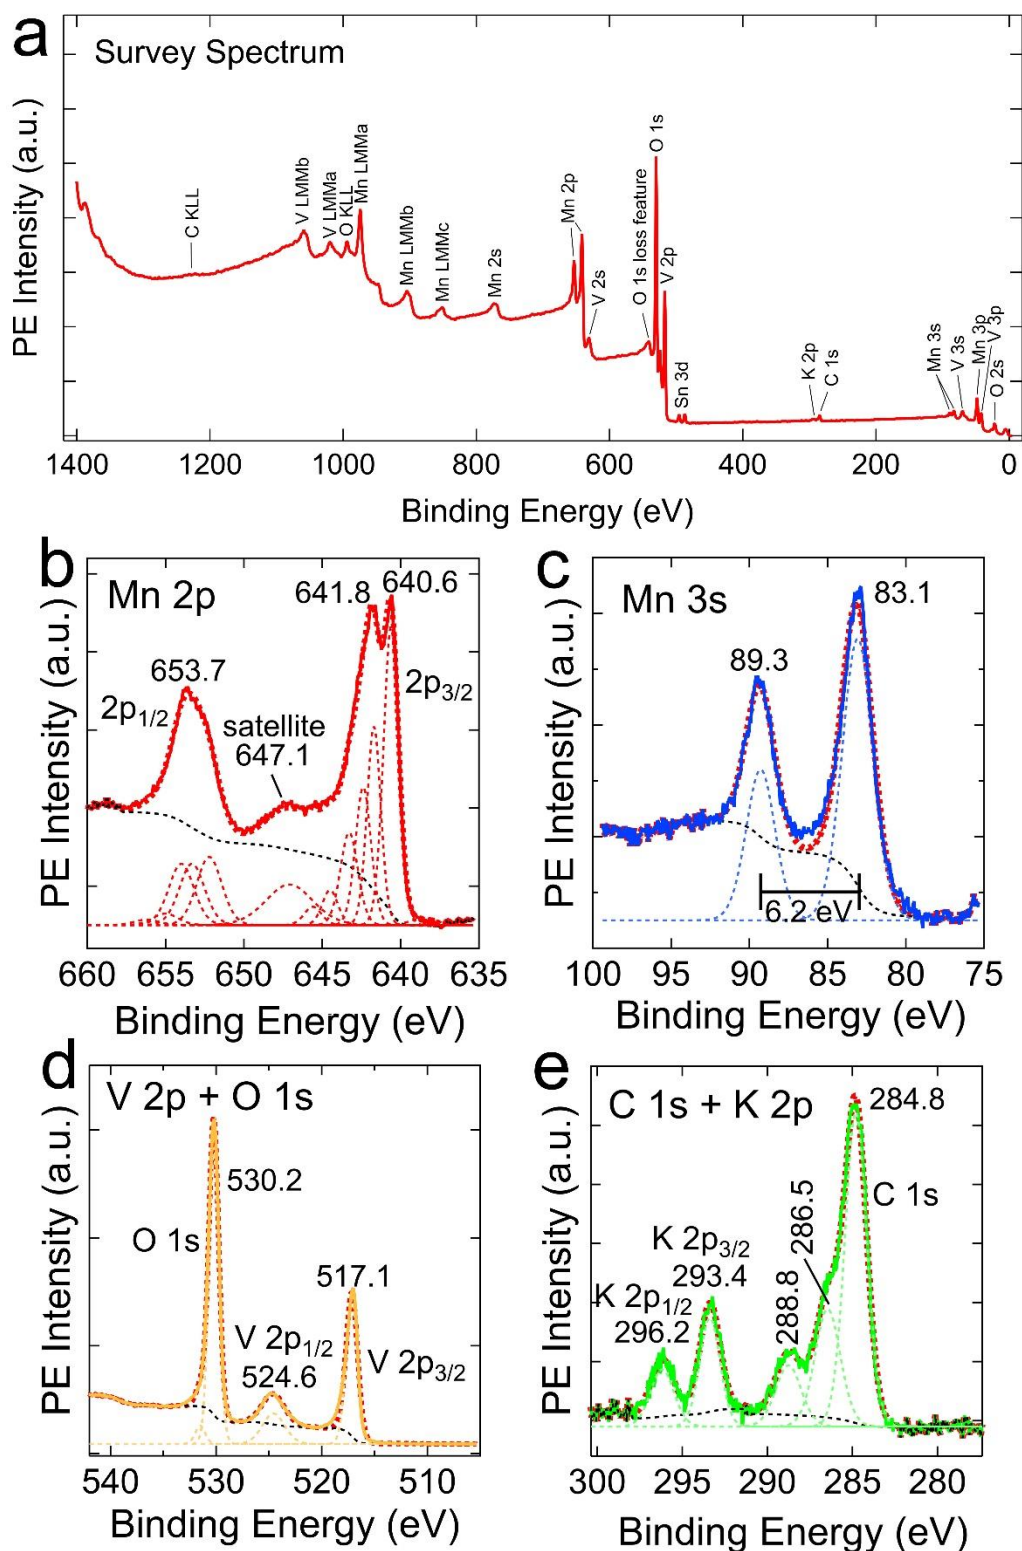 a
Survey Spectrum
PE Intensity (a.u.)
C KLL
V LMMb
V LMMa
O KLL
Mn LMMa
Mn LMMb
Mn LMMc
Mn 2s
Mn 2p
V 2s
O 1s loss feature
O 1s
V 2p
Sn 3d
K 2p
C 1s
Mn 3s
V 3s
Mn 3p
V 3p
O 2s
1400 1200 1000 800 600 400 200 0
Binding Energy (eV)
b
Mn 2p
PE Intensity (a.u.)
641.8 640.6
653.7
2p1/2
2p3/2
satellite
647.1
660 655 650 645 640 635
Binding Energy (eV)
c
Mn 3s
PE Intensity (a.u.)
83.1
89.3
6.2 eV
100 95 90 85 80 75
Binding Energy (eV)
d
V 2p + O 1s
PE Intensity (a.u.)
530.2
O 1s
517.1
V 2p1/2
524.6
V 2p3/2
540 530 520 510
Binding Energy (eV)
e
C 1s + K 2p
PE Intensity (a.u.)
284.8
C 1s
286.5
288.8
K 2p3/2
293.4
K 2p1/2
296.2
300 295 290 285 280
Binding Energy (eV)